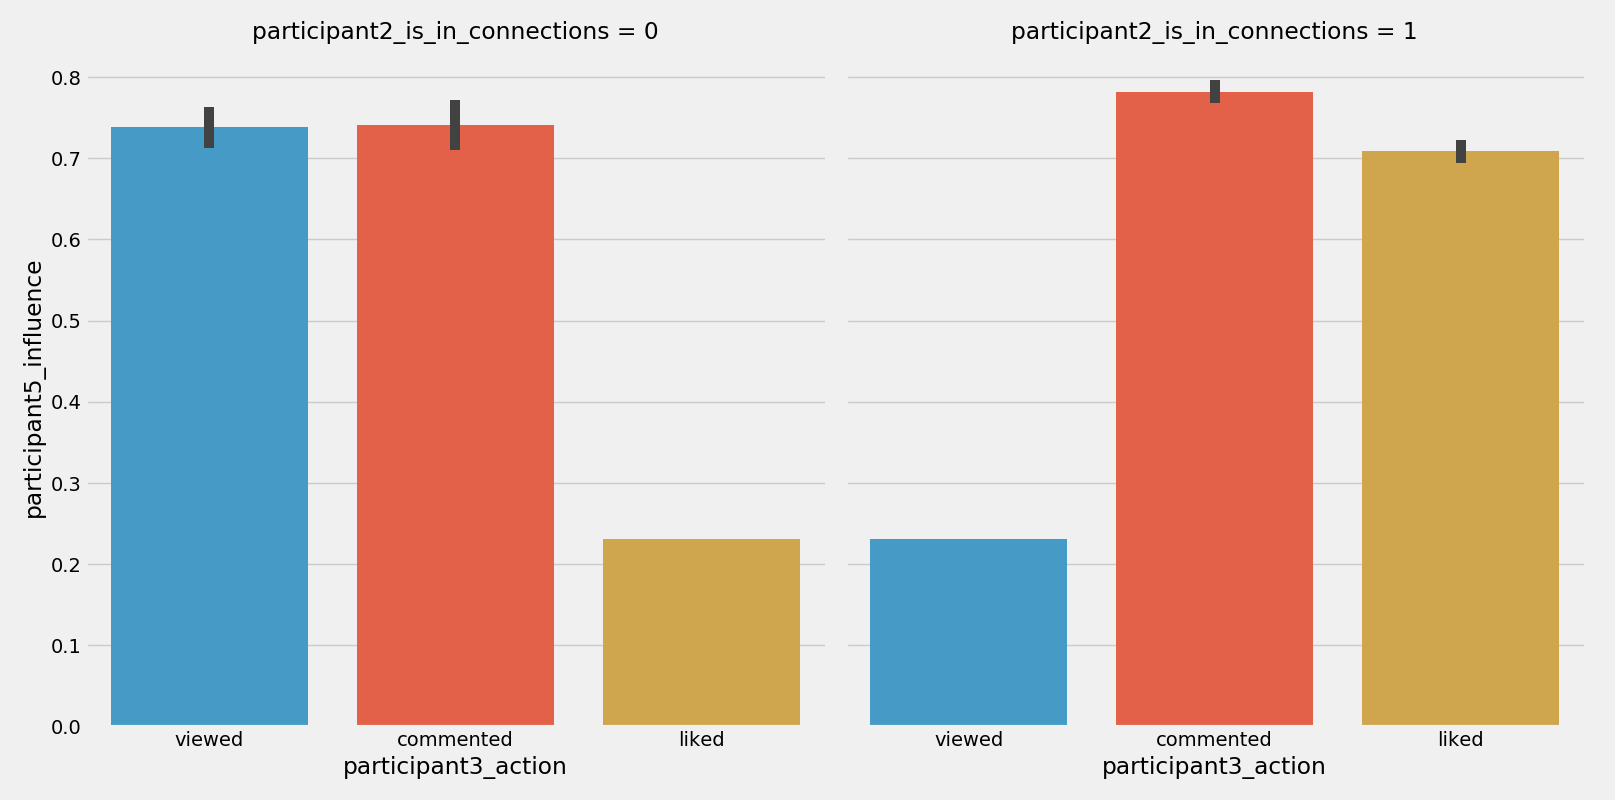 participant2_is_in_connections = 0
participant2_is_in_connections = 1
participant5_influence
0.8
0.7
0.6
0.5
0.4
0.3
0.2
0.1
0.0
viewed commented liked
viewed commented liked
participant3_action
participant3_action